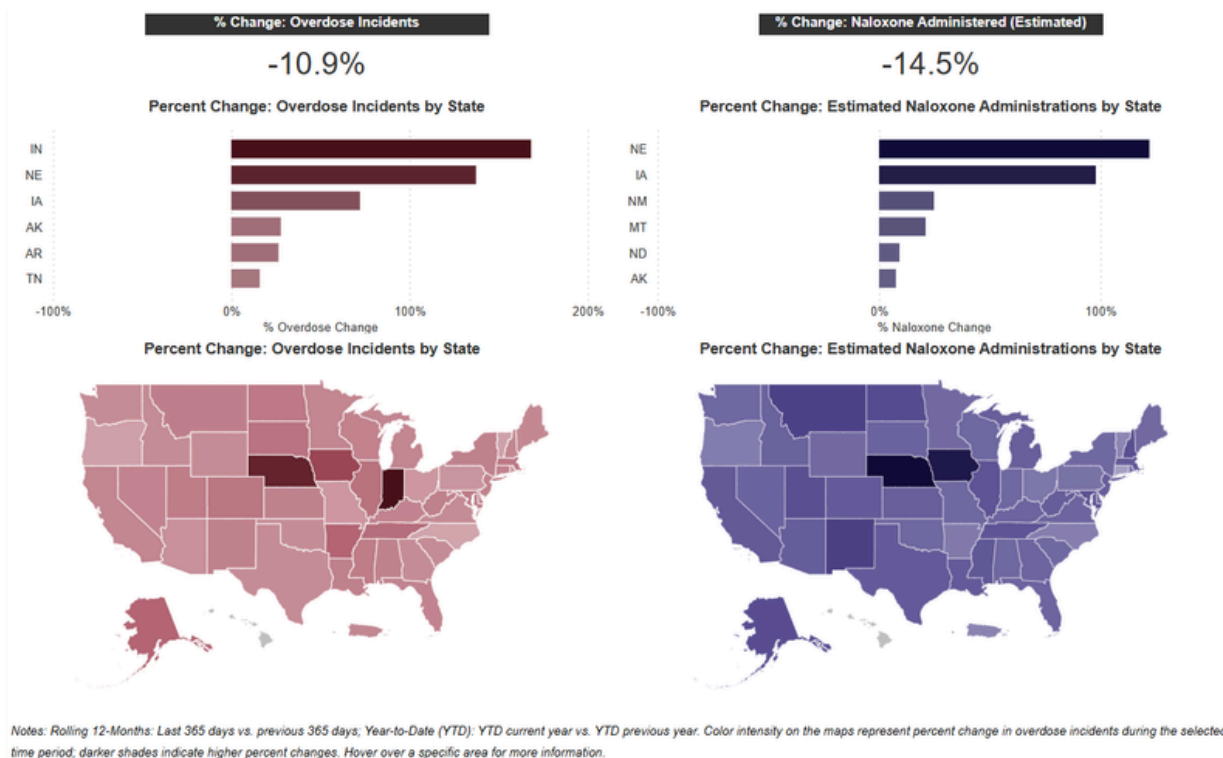 % Change: Overdose Incidents
-10.9%
Percent Change: Overdose Incidents by State
IN
NE
IA
AK
AR
TN
-100%
0%
100%
200%
% Overdose Change
Percent Change: Overdose Incidents by State
% Change: Naloxone Administered (Estimated)
-14.5%
Percent Change: Estimated Naloxone Administrations by State
NE
IA
NM
MT
ND
AK
-100%
0%
100%
% Naloxone Change
Percent Change: Estimated Naloxone Administrations by State
Notes: Rolling 12-Months: Last 365 days vs. previous 365 days; Year-to-Date (YTD): YTD current year vs. YTD previous year. Color intensity on the maps represent percent change in overdose incidents during the selected
time period; darker shades indicate higher percent changes. Hover over a specific area for more information.